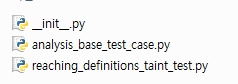 __init__.py
analysis_base_test_case.py
reaching_definitions_taint_test.py